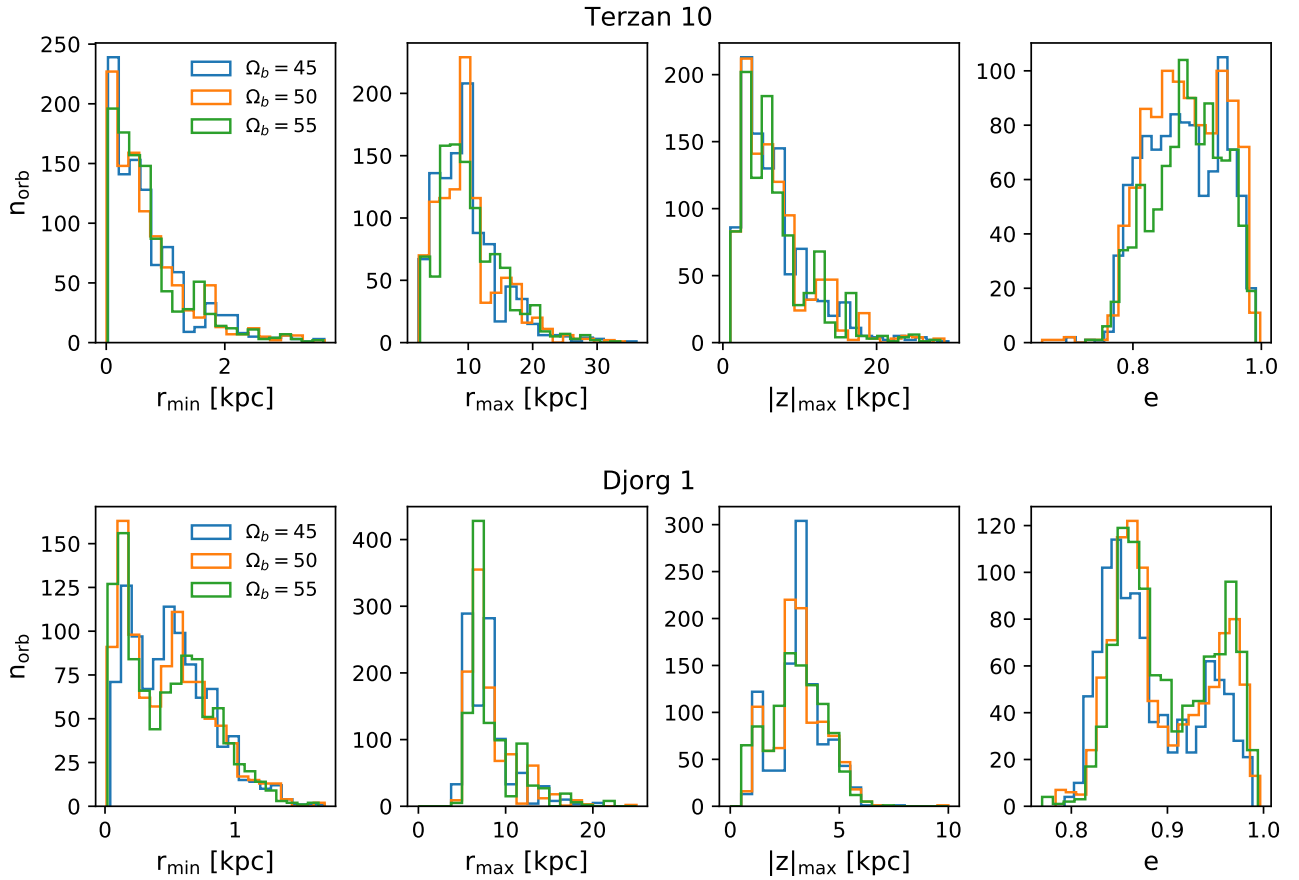 Terzan 10
250
200
150
100
50
0
n_orb
Ω_b = 45
Ω_b = 50
Ω_b = 55
0 2
r_min [kpc]
200
150
100
50
0
10 20 30
r_max [kpc]
200
150
100
50
0
0 20
|z|_max [kpc]
100
80
60
40
20
0
0.8 1.0
e
Djorg 1
150
125
100
75
50
25
0
n_orb
Ω_b = 45
Ω_b = 50
Ω_b = 55
0 1
r_min [kpc]
400
300
200
100
0
0 10 20
r_max [kpc]
300
250
200
150
100
50
0
0 5 10
|z|_max [kpc]
120
100
80
60
40
20
0
0.8 0.9 1.0
e